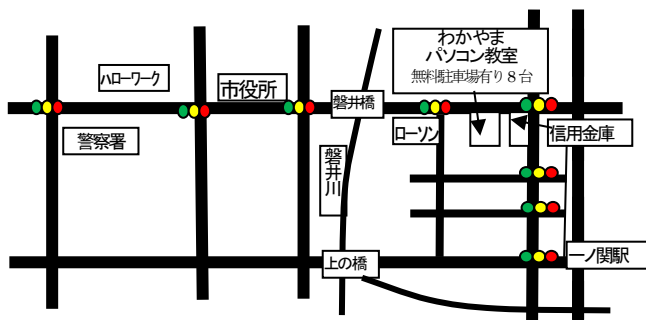 わかやま
パソコン教室
無料駐車場有り８台
ハローワーク
市役所
磐井橋
ローソン
信用金庫
警察署
磐井川
上の橋
一ノ関駅